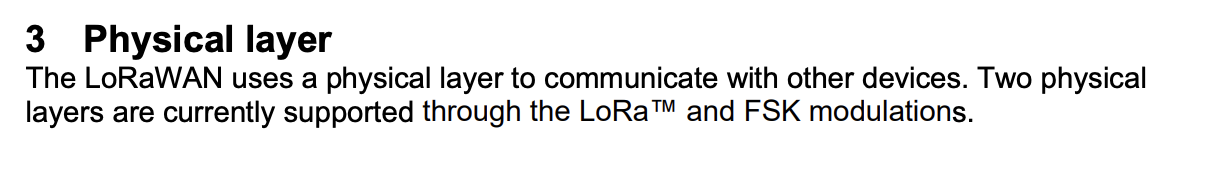 3 Physical layer
The LoRaWAN uses a physical layer to communicate with other devices. Two physical
layers are currently supported through the LoRa™ and FSK modulations.